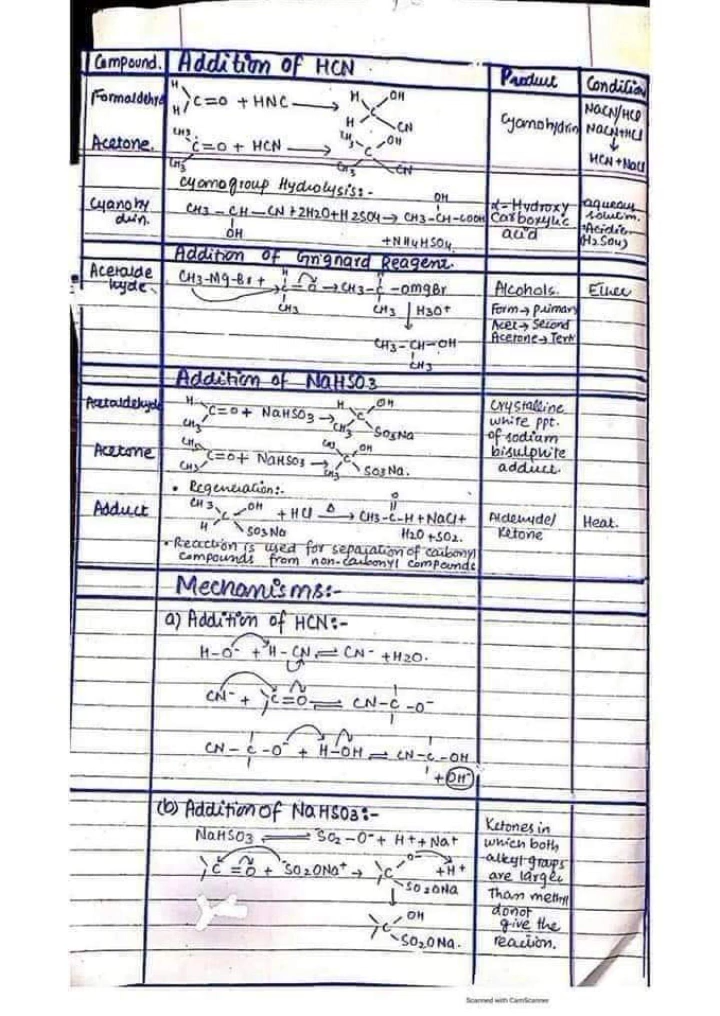 Compound. Addition of HCN Product Condition
Formaldehyd H H C=O + HNC → H H C OH CN Cyanohydrin NaCN/HCl
Acetone. CH3 CH3 C=O + HCN → CH3 CH3 C OH CN NaCN+HCl
↓
HCN + NaCl
Cyanogroup Hydrolysis:-
Cyanohy drin. CH3 - CH - CN + 2H2O + H2SO4 → CH3 - CH - COOH
OH OH
+ NH4HSO4
α-Hydroxy
Carboxylic
acid
aqueous
solution.
Acidic
(H2SO4)
Addition of Grignard Reagent.
Acetalde hyde. CH3-Mg-Br + H C = O → CH3 - C - OMgBr Alcohols. Ether
CH3 CH3 ↓ H3O+
CH3 - CH - OH
CH3
Form → primary
Acet → Second
Acetone → Tert
Addition of NaHSO3
Acetaldehyde H CH3 C=O + NaHSO3 → H CH3 C OH SO3Na
Acetone CH3 CH3 C=O + NaHSO3 → CH3 CH3 C OH SO3Na.
Crystalline
white ppt.
of sodium
bisulphite
adduct.
• Regeneration:-
Adduct CH3 H C OH SO3Na + HCl Δ → CH3 - C - H + NaCl + Aldehyde/ Heat.
O
H2O + SO2. Ketone
• Reaction is used for separation of carbonyl
compounds from non-carbonyl compounds
Mechanisms:-
a) Addition of HCN:-
H-O- + H-CN ⇌ CN- + H2O.
CN- + C=O ⇌ CN-C-O-
CN-C-O- + H-OH ⇌ CN-C-OH
+ OH-
(b) Addition of NaHSO3:-
NaHSO3 ⇌ SO2-O- + H+ + Na+
C=O + SO2ONa+ → C O- SO2ONa + H+
↓
C OH SO2ONa.
Ketones in
which both
alkyl groups
are larger
Than methyl
donot
give the
reaction.
Scanned with CamScanner